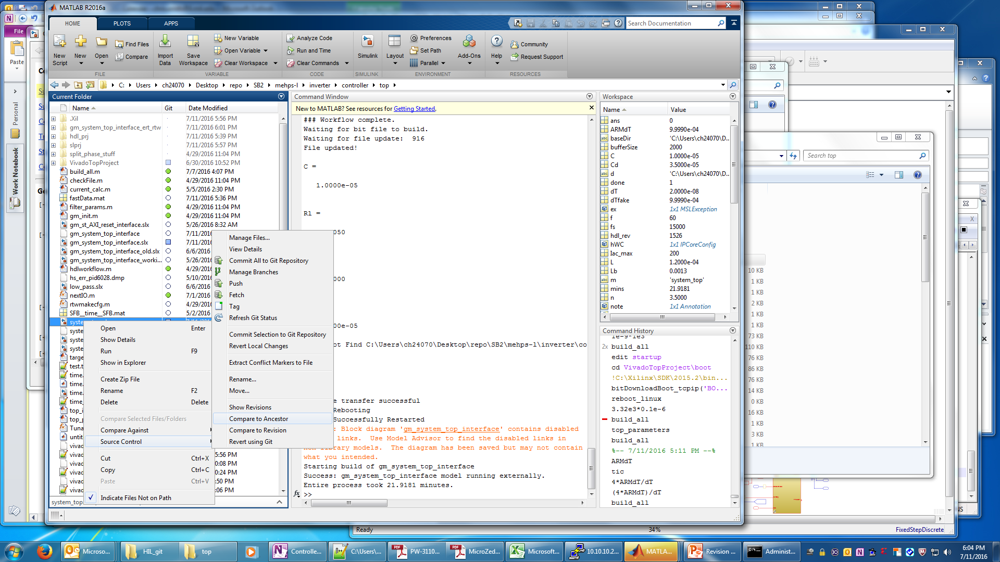 MATLAB R2016a
HOME PLOTS APPS
Search Documentation
New Script
New
Open
Find Files
Compare
FILE
Import Data
Save Workspace
New Variable
Open Variable
Clear Workspace
VARIABLE
Analyze Code
Run and Time
Clear Commands
CODE
Simulink
SIMULINK
Layout
Preferences
Set Path
Parallel
ENVIRONMENT
Add-Ons
Help
Community
Request Support
RESOURCES
File
Paste
Personal
Work Notebook
C: Users ch24070 Desktop repo SB2 mehps-l inverter controller top
Current Folder
Name Git Date Modified
.Xil 7/11/2016 5:56 PM
gm_system_top_interface_ert_rtw 7/11/2016 6:01 PM
hdl_prj 7/11/2016 5:39 PM
slprj 7/11/2016 5:57 PM
split_phase_stuff 4/29/2016 11:04 PM
VivadoTopProject 6/30/2016 10:52 PM
build_all.m 7/7/2016 4:07 PM
checkFile.m 4/29/2016 11:04 PM
current_calc.m 5/5/2016 2:30 PM
fastData.mat 7/11/2016 5:36 PM
filter_params.m 4/29/2016 11:04 PM
gm_init.m 4/29/2016 11:04 PM
gm_st_AXI_reset_interface.slx 5/26/2016 8:32 AM
gm_system_top_interface 7/11/2016
gm_system_top_interface.slx 7/11/2016
gm_system_top_interface_old.slx 6/6/2016
gm_system_top_interface_worki... 5/26/2016
hdlworkflow.m 4/29/2016
hs_err_pid6028.dmp 5/10/2016
low_pass.slx 6/6/2016
nextIO.m 7/1/2016
rtwmakecfg.m 4/29/2016
SFB__time__SFB.mat 5/2/2016
syste
syste
syste
syste
targe
test.t
time.
time.
time.
time_
top_i
top_p
Tuna
untit
vivac
vivac 5:56 PM
vivac 0:08 PM
vivac 0:24 PM
vivac :50 PM
vivac :06 PM
system_top
Open Enter
Show Details
Run F9
Show in Explorer
Create Zip File
Rename F2
Delete Delete
Compare Selected Files/Folders
Compare Against
Source Control
Cut Ctrl+X
Copy Ctrl+C
Paste Ctrl+V
Indicate Files Not on Path
Manage Files...
View Details
Commit All to Git Repository
Manage Branches
Push
Fetch
Tag
Refresh Git Status
Commit Selection to Git Repository
Revert Local Changes
Extract Conflict Markers to File
Rename...
Move...
Show Revisions
Compare to Ancestor
Compare to Revision
Revert using Git
Command Window
New to MATLAB? See resources for Getting Started.
### Workflow complete.
Waiting for bit file to build.
Waiting for file update: 916
File updated!
C =
1.0000e-05
Rl =
050
000
00e-05
ot Find C:\Users\ch24070\Desktop\repo\SB2\mehps-l\inverter\co
e transfer successful
Rebooting
Successfully Restarted
: Block diagram 'gm_system_top_interface' contains disabled
links. Use Model Advisor to find the disabled links in
library models. The diagram has been saved but may not contain
what you intended.
Starting build of gm_system_top_interface
Success: gm_system_top_interface model running externally.
Entire process took 21.9181 minutes.
fx >>
Workspace
Name Value
ans 0
ARMdT 9.9990e-04
baseDir 'C:\Users\ch24070\D...
bufferSize 2000
C 1.0000e-05
Cd 3.5000e-05
d 'C:\Users\ch24070\D...
done 1
dT 2.0000e-08
dTfake 9.9990e-04
ex 1x1 MSLException
f 60
fs 15000
hdl_rev 1526
hWC 1x1 IPCoreConfig
Iac_max 200
L 1.2000e-04
Lb 0.0013
m 'system_top'
mins 21.9181
n 3.5000
note 1x1 Annotation
Command History
1e-9*1e3
2x build_all
edit startup
cd VivadoTopProject\boot
!C:\Xilinx\SDK\2015.2\bin...
bitDownloadBoot_tcpip('BO...
reboot_linux
3.32e3*0.1e-6
build_all
top_parameters
build_all
%-- 7/11/2016 5:11 PM --%
ARMdT
tic
4*ARMdT/dT
(4*ARMdT)/dT
build_all
Search top
10 KB
1 KB
1 KB
2 KB
1 KB
1 KB
73 KB
110 KB
76 KB
86 KB
76 KB
14 KB
0 KB
16 KB
1 KB
3 KB
1 KB
Ready 34% FixedStepDiscrete
Microso...
HIL_git
top
Controlle...
C:\Users\...
PW-3110...
MicroZed...
Microsoft...
10.10.10.2...
MATLA...
Revision ...
Administ...
6:04 PM
7/11/2016